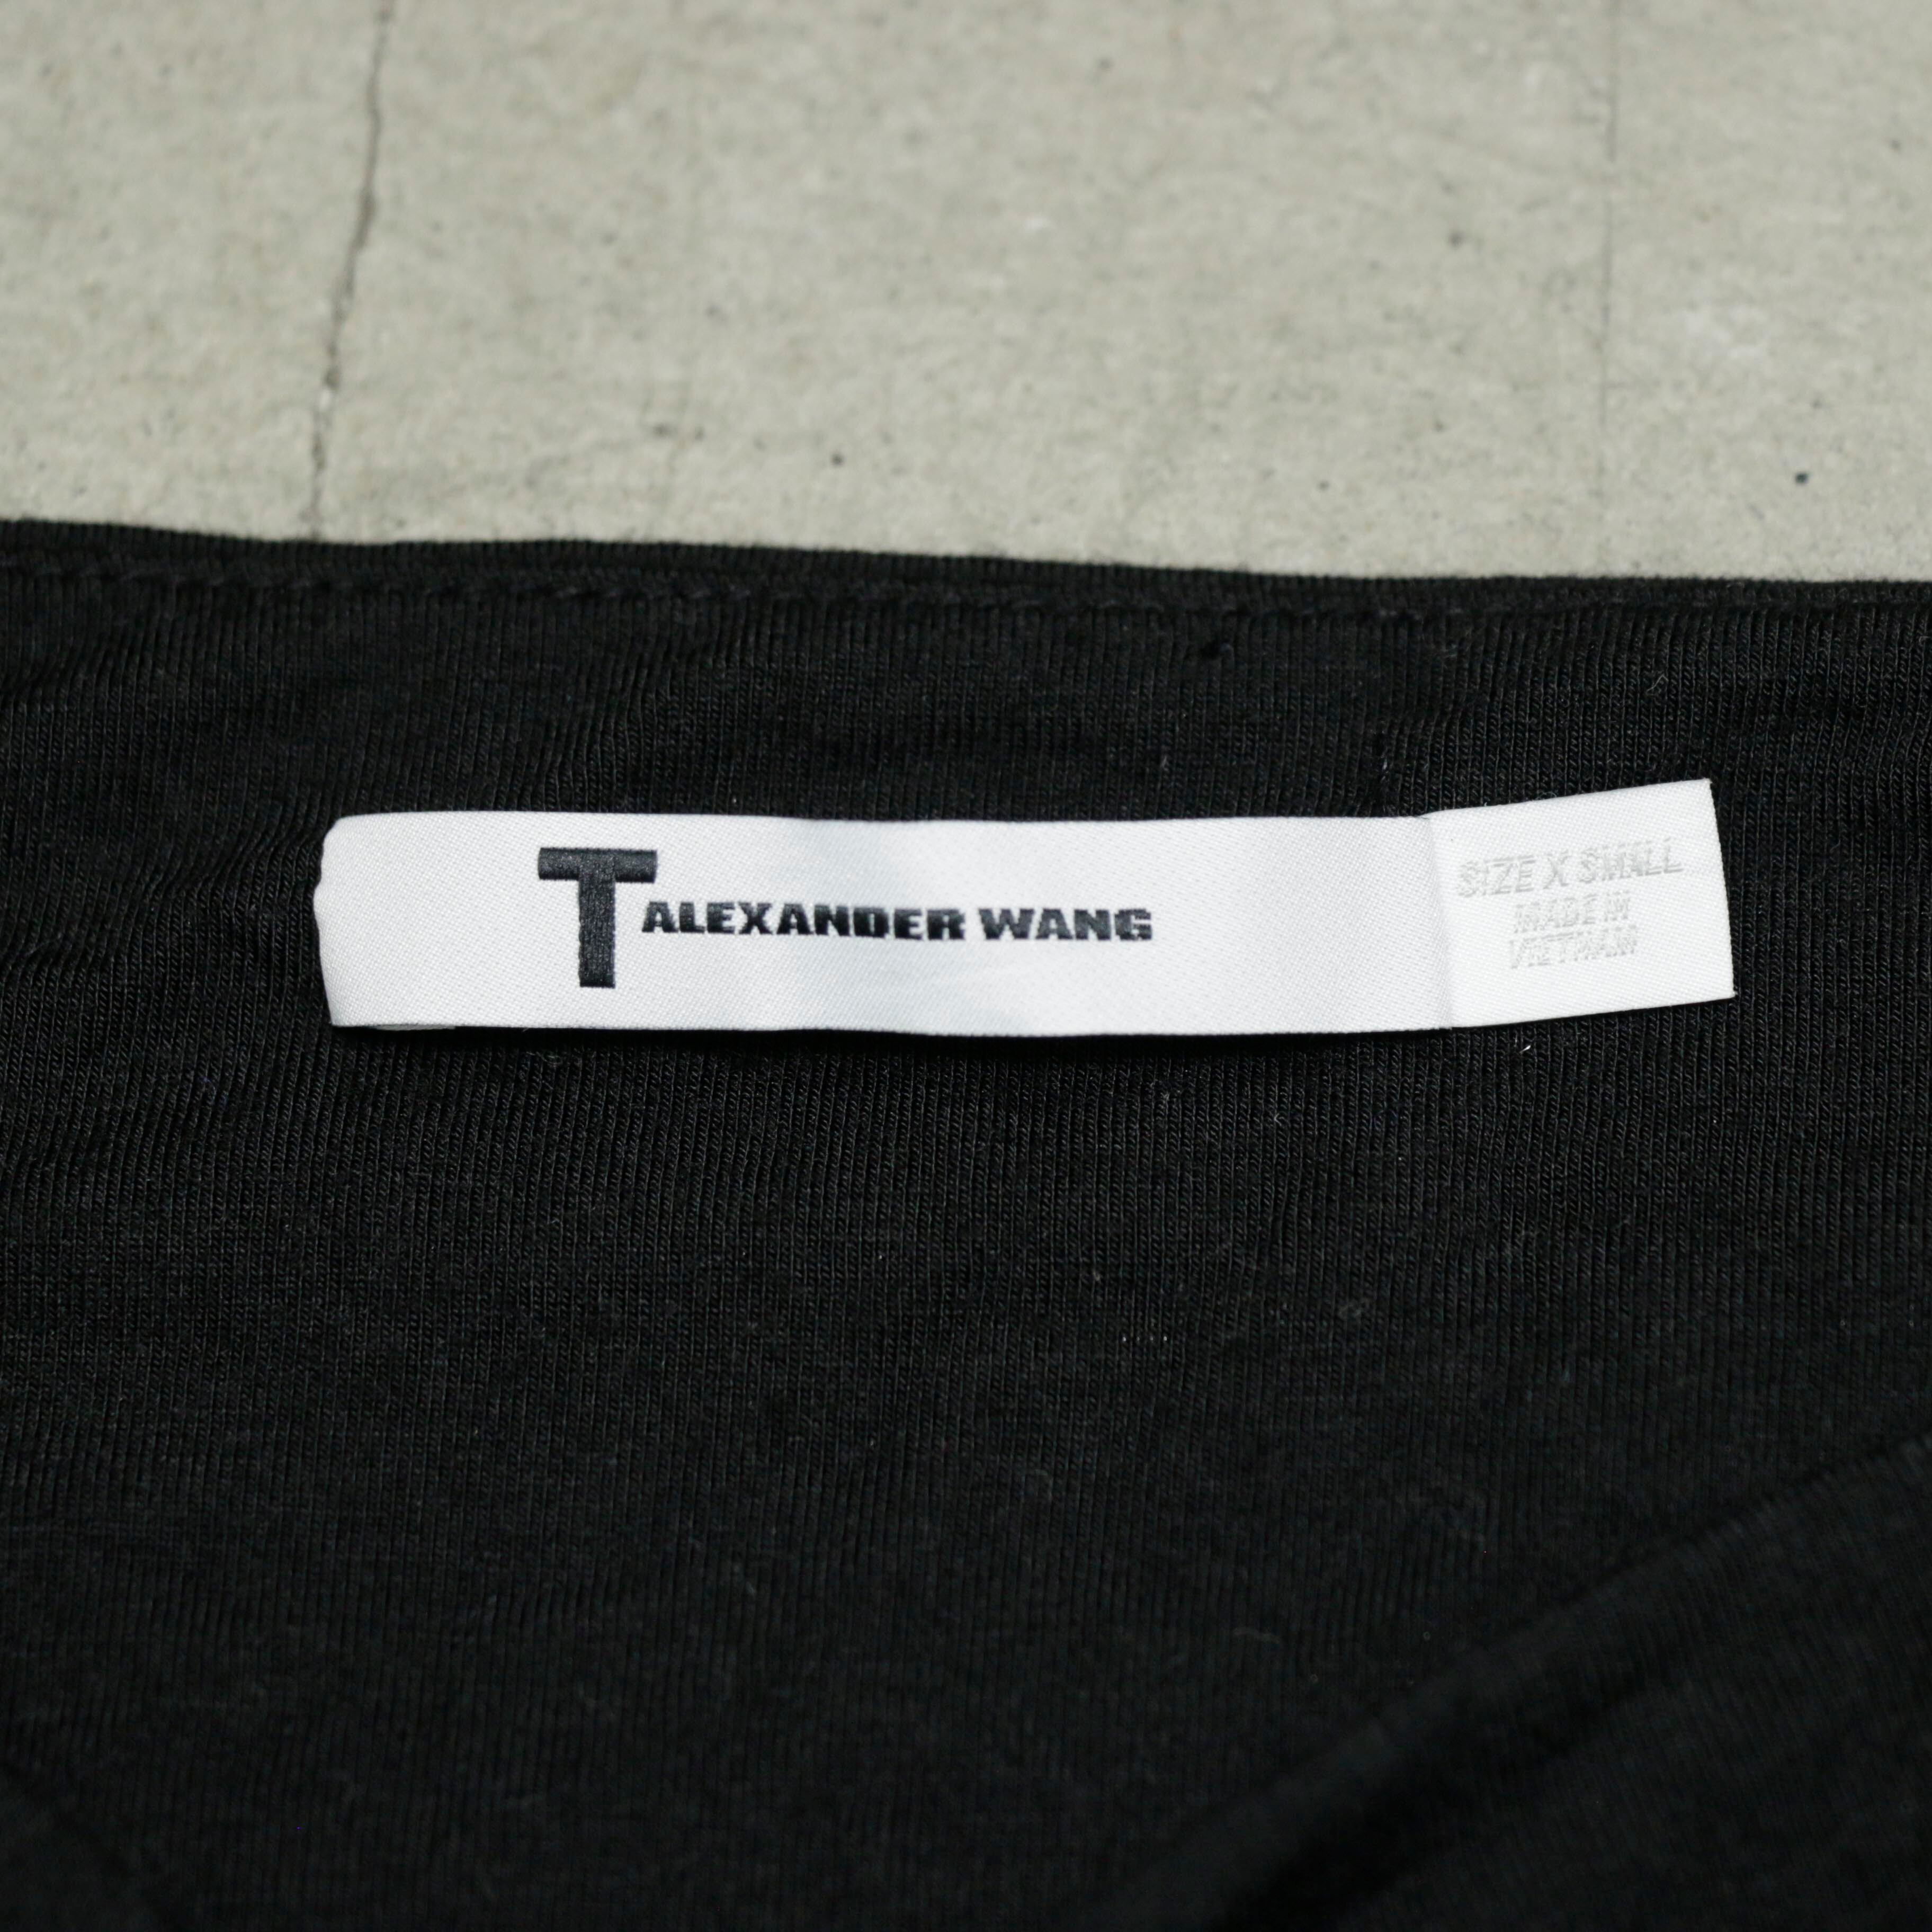 T ALEXANDER WANG
SIZE X SMALL
MADE IN
VIETNAM